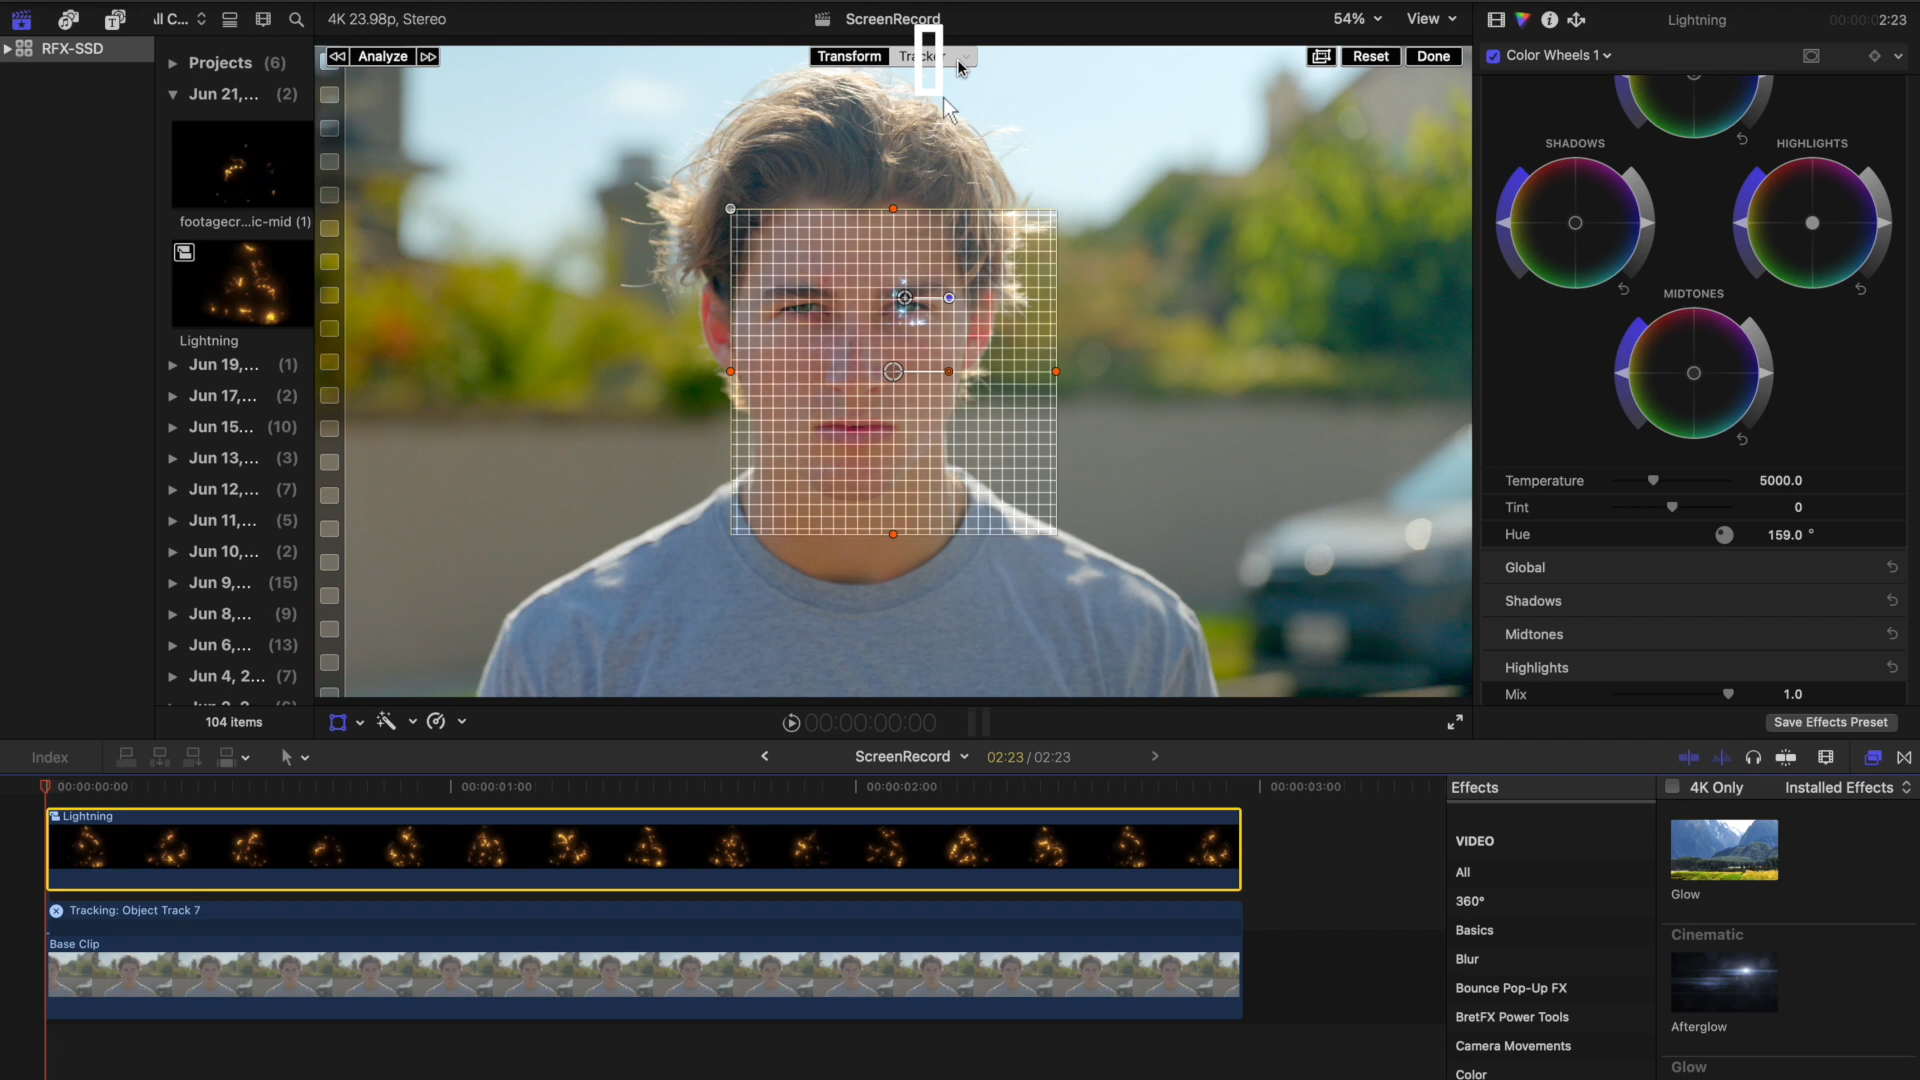 ll C...
4K 23.98p, Stereo
ScreenRecord
54%
View
Lightning
00:00:02:23
RFX-SSD
Projects (6)
Jun 21,... (2)
footagecr...ic-mid (1)
Lightning
Jun 19,... (1)
Jun 17,... (2)
Jun 15... (10)
Jun 13,... (3)
Jun 12,... (7)
Jun 11,... (5)
Jun 10,... (2)
Jun 9,... (15)
Jun 8,... (9)
Jun 6,... (13)
Jun 4, 2... (7)
104 items
Analyze
Transform
Tracker
Reset
Done
00:00:00:00
Color Wheels 1
SHADOWS
HIGHLIGHTS
MIDTONES
Temperature 5000.0
Tint 0
Hue 159.0 °
Global
Shadows
Midtones
Highlights
Mix 1.0
Save Effects Preset
Index
ScreenRecord
02:23 / 02:23
00:00:00:00
00:00:01:00
00:00:02:00
00:00:03:00
Lightning
Tracking: Object Track 7
Base Clip
Effects
4K Only
Installed Effects
VIDEO
All
360°
Basics
Blur
Bounce Pop-Up FX
BretFX Power Tools
Camera Movements
Color
Glow
Cinematic
Afterglow
Glow